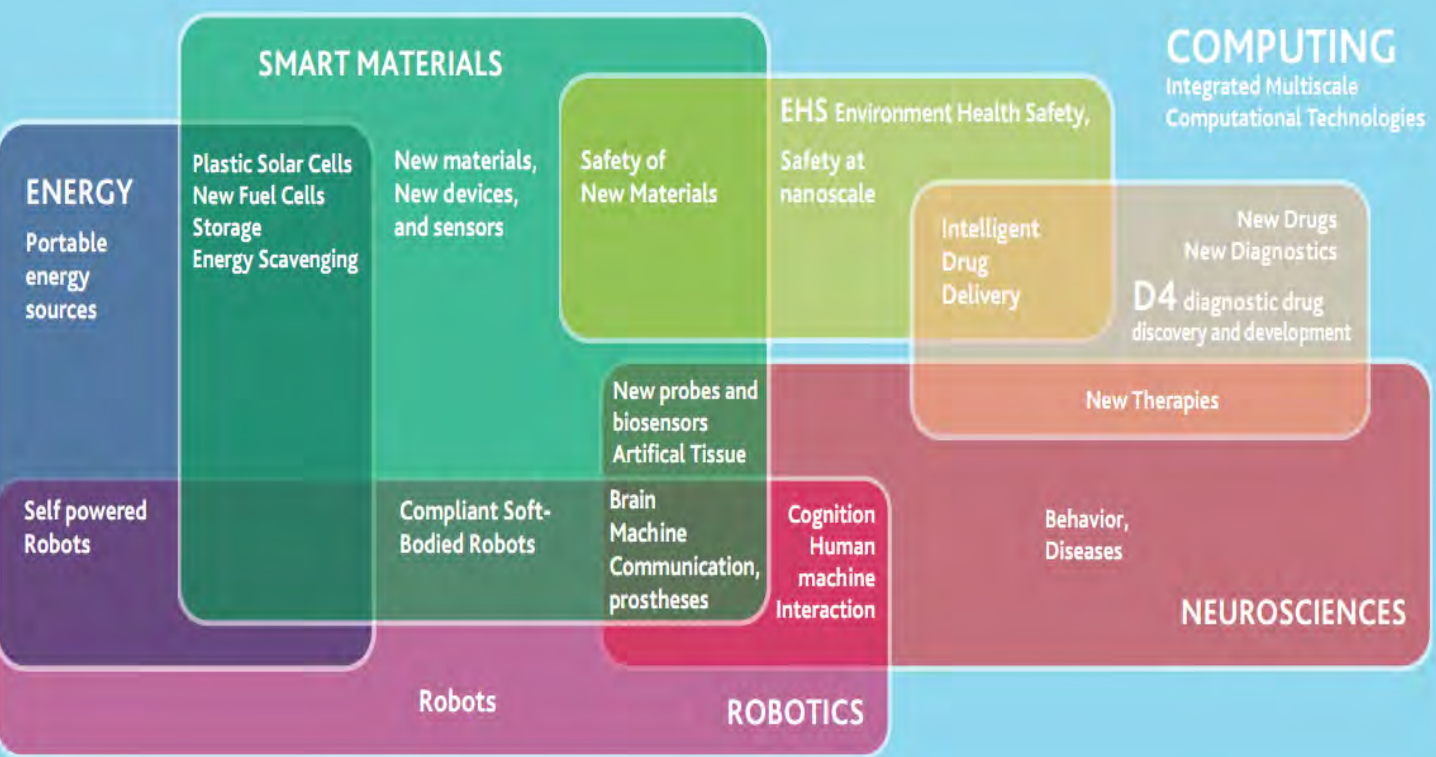 SMART MATERIALS
COMPUTING
Integrated Multiscale
Computational Technologies
EHS Environment Health Safety,
Safety at
nanoscale
Safety of
New Materials
New materials,
New devices,
and sensors
Plastic Solar Cells
New Fuel Cells
Storage
Energy Scavenging
ENERGY
Portable
energy
sources
Intelligent
Drug
Delivery
New Drugs
New Diagnostics
D4 diagnostic drug
discovery and development
New Therapies
New probes and
biosensors
Artifical Tissue
Self powered
Robots
Compliant Soft-
Bodied Robots
Brain
Machine
Communication,
prostheses
Cognition
Human
machine
Interaction
Behavior,
Diseases
NEUROSCIENCES
Robots
ROBOTICS